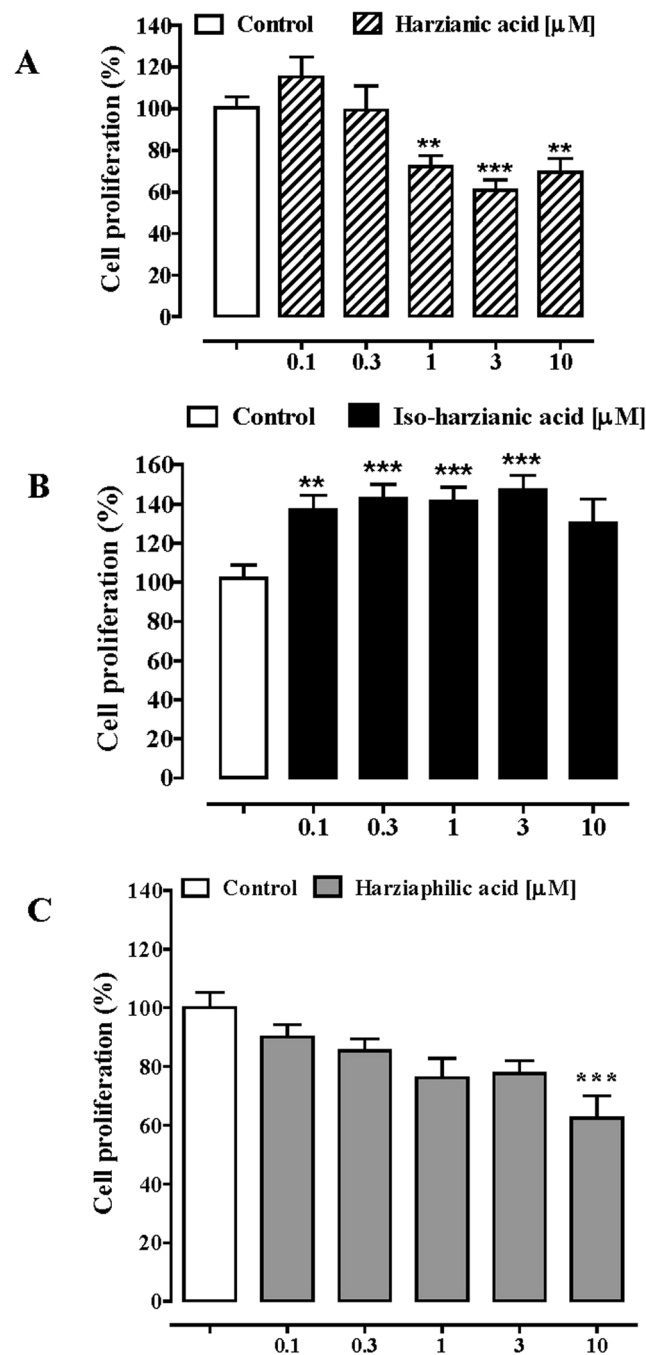 Control Harzianic acid [μM]
A
Cell proliferation (%)
140
120
100
80
60
40
20
0
** *** **
0.1 0.3 1 3 10
Control Iso-harzianic acid [μM]
B
Cell proliferation (%)
160
140
120
100
80
60
40
20
0
** *** *** ***
0.1 0.3 1 3 10
Control Harziaphilic acid [μM]
C
Cell proliferation (%)
140
120
100
80
60
40
20
0
***
0.1 0.3 1 3 10